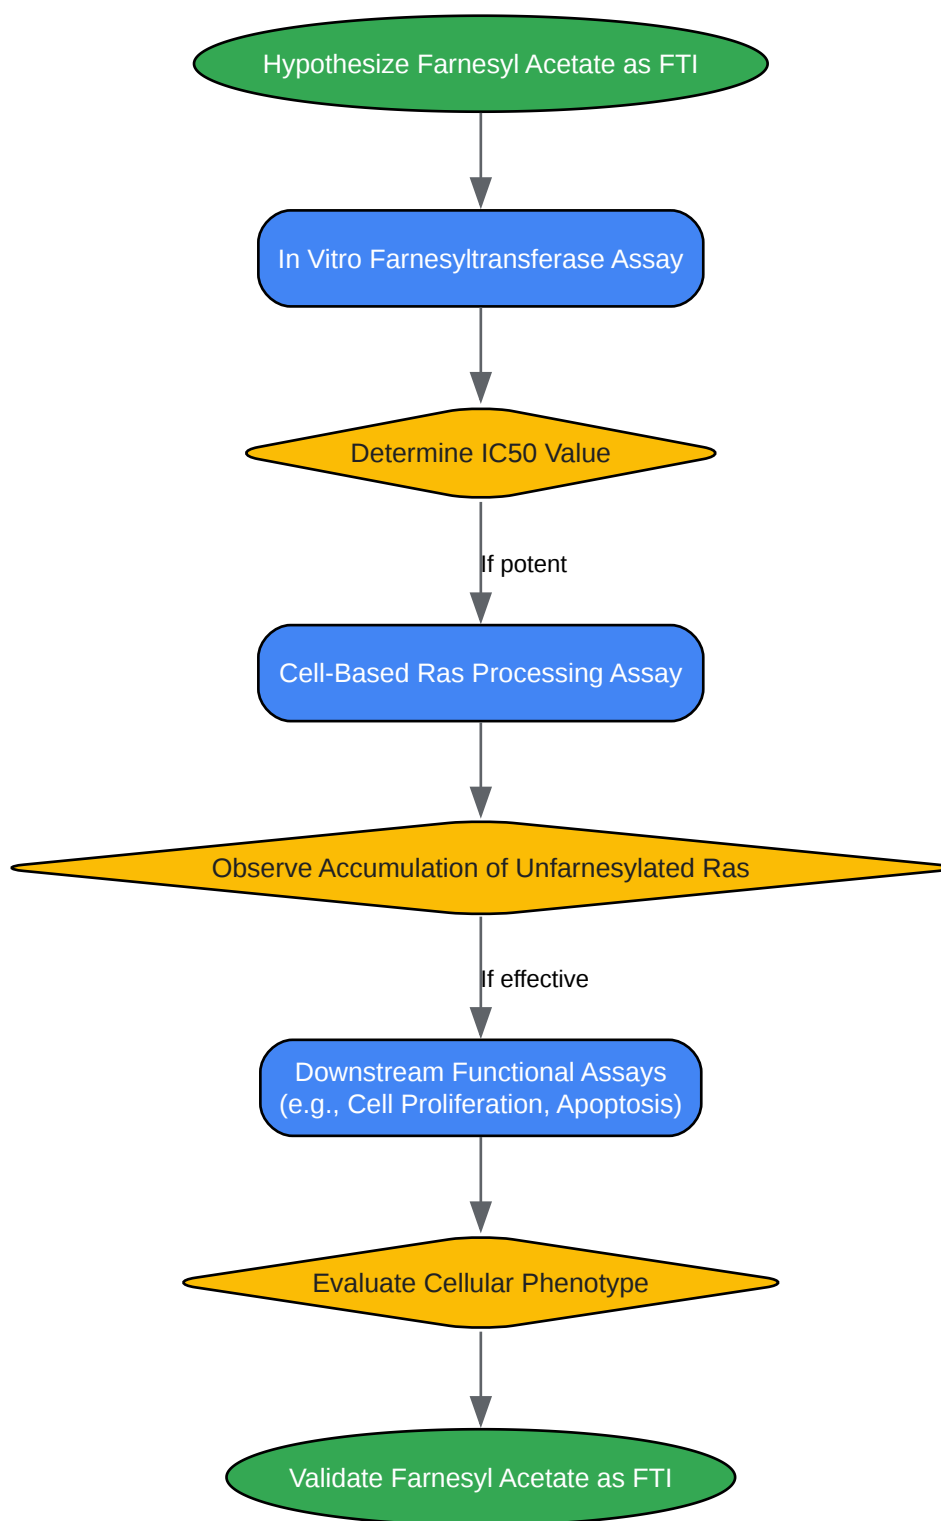 Hypothesize Farnesyl Acetate as FTI
In Vitro Farnesyltransferase Assay
Determine IC50 Value
If potent
Cell-Based Ras Processing Assay
Observe Accumulation of Unfarnesylated Ras
If effective
Downstream Functional Assays
(e.g., Cell Proliferation, Apoptosis)
Evaluate Cellular Phenotype
Validate Farnesyl Acetate as FTI